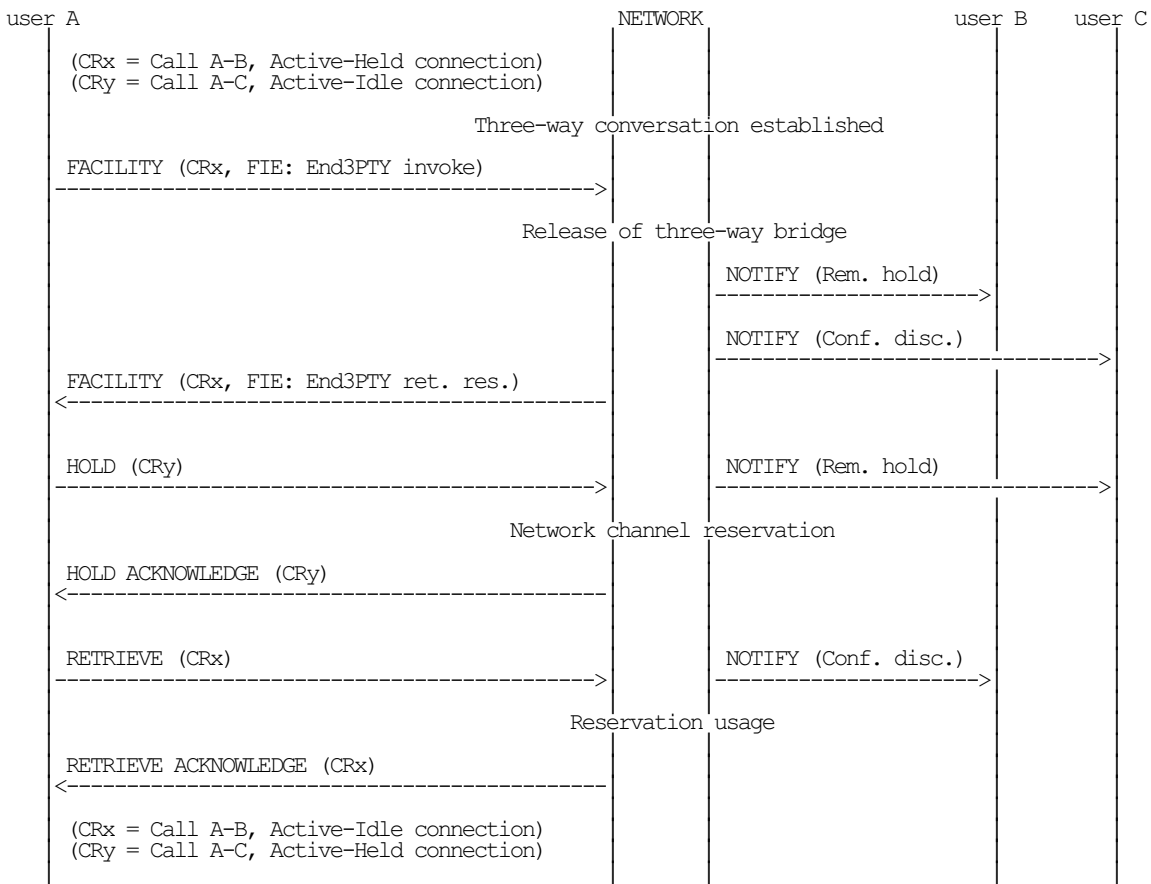 user A NETWORK user B user C
(CRx = Call A-B, Active-Held connection)
(CRy = Call A-C, Active-Idle connection)
Three-way conversation established
FACILITY (CRx, FIE: End3PTY invoke)
Release of three-way bridge
NOTIFY (Rem. hold)
NOTIFY (Conf. disc.)
FACILITY (CRx, FIE: End3PTY ret. res.)
HOLD (CRy) NOTIFY (Rem. hold)
Network channel reservation
HOLD ACKNOWLEDGE (CRy)
RETRIEVE (CRx) NOTIFY (Conf. disc.)
Reservation usage
RETRIEVE ACKNOWLEDGE (CRx)
(CRx = Call A-B, Active-Idle connection)
(CRy = Call A-C, Active-Held connection)